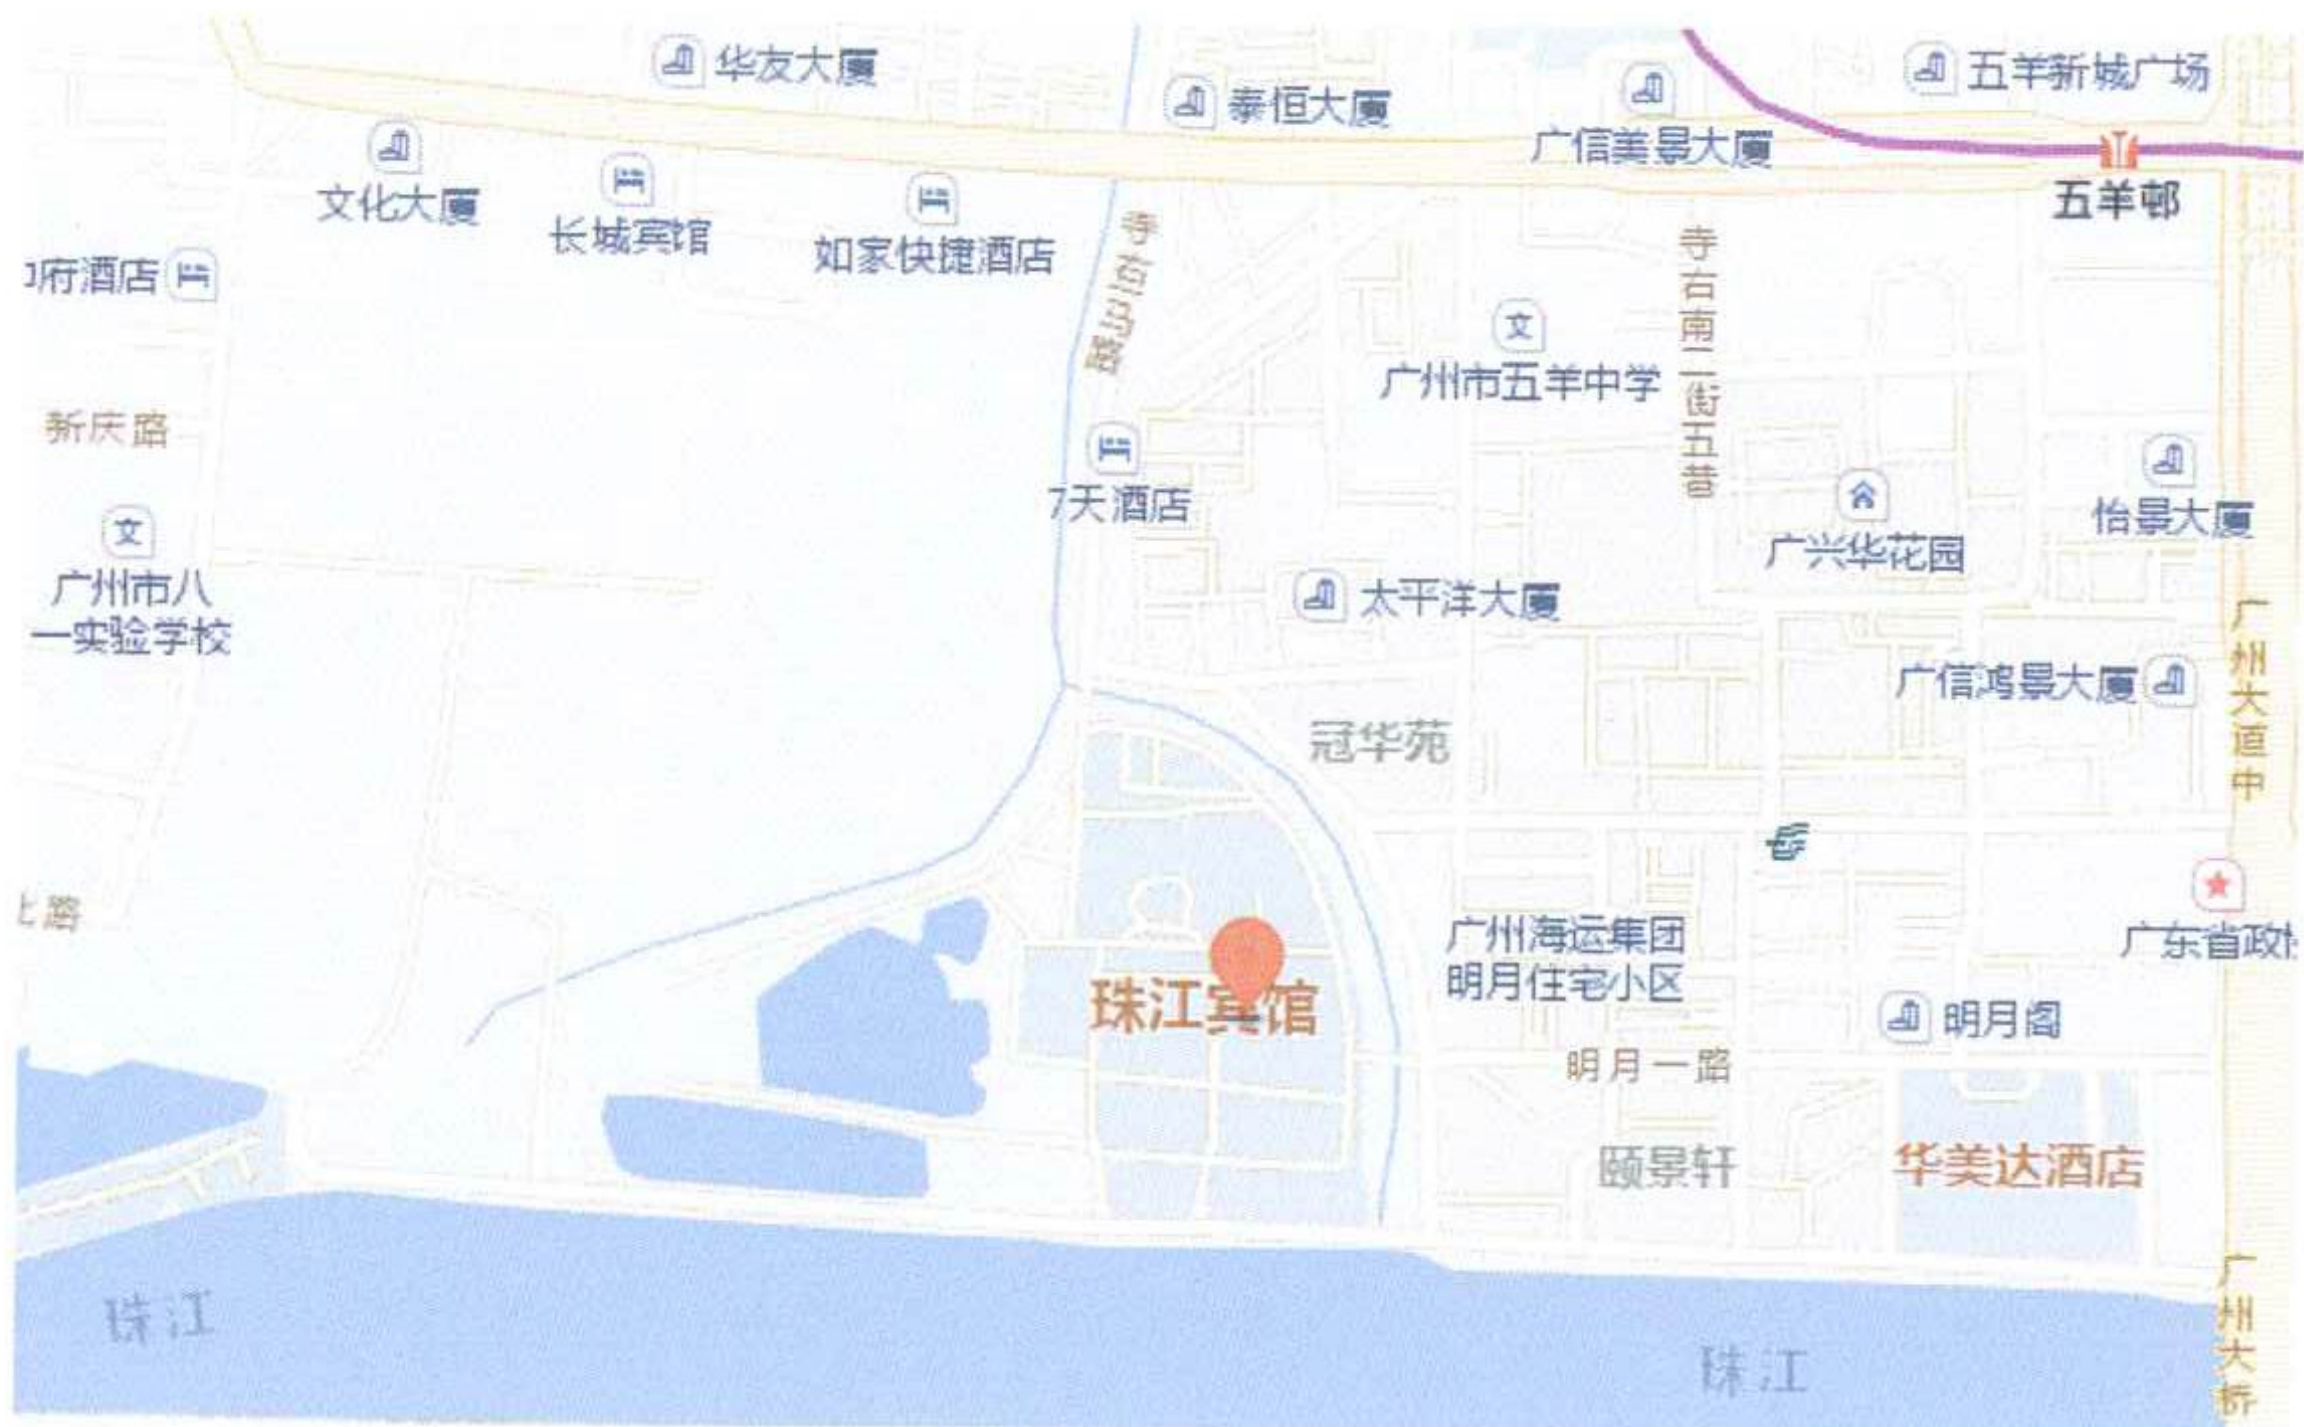 华友大厦
五羊新城广场
泰恒大厦
广信美景大厦
文化大厦
五羊邨
长城宾馆
如家快捷酒店
府酒店
寺右马路
寺右南二街五巷
广州市五羊中学
新庆路
7天酒店
怡景大厦
广兴华花园
广州市八
一实验学校
太平洋大厦
广信鸿景大厦
广州大道中
冠华苑
路
广州海运集团
明月住宅小区
广东省政
珠江宾馆
明月阁
明月一路
颐景轩
华美达酒店
珠江
珠江
广州大桥